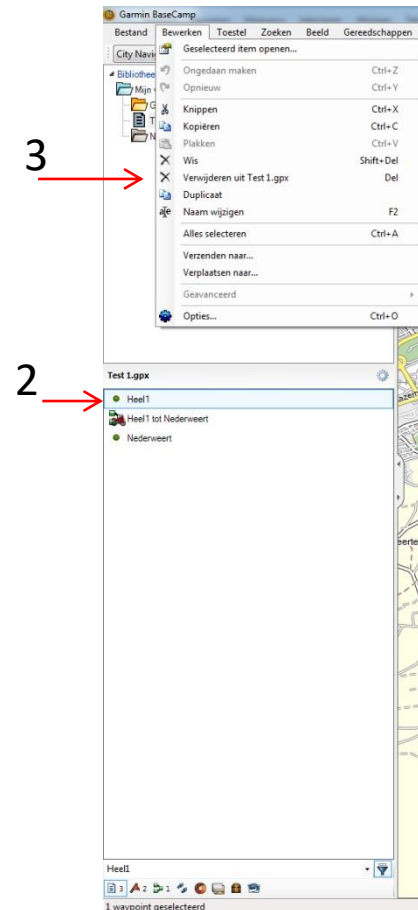 Garmin BaseCamp
Bestand Bewerken Toestel Zoeken Beeld Gereedschappen
City Navi
Geselecteerd item openen...
Bibliothee
Ongedaan maken Ctrl+Z
Mijn
Opnieuw Ctrl+Y
G
Knippen Ctrl+X
T
Kopiëren Ctrl+C
N
Plakken Ctrl+V
3
Wis Shift+Del
Verwijderen uit Test 1.gpx Del
Duplicaat
Naam wijzigen F2
Alles selecteren Ctrl+A
Verzenden naar...
Verplaatsen naar...
Geavanceerd
Opties... Ctrl+O
2
Test 1.gpx
Heel1
Heel1 tot Nederweert
Nederweert
eerte
Heel1
3 2 1
1 waypoint geselecteerd